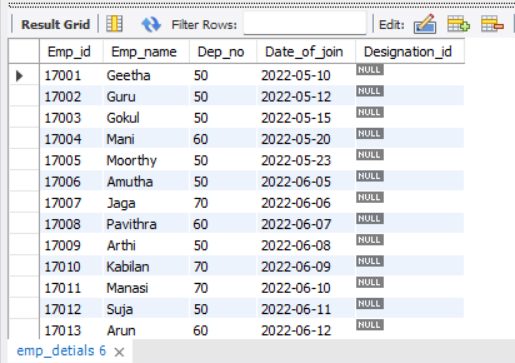 Result Grid Filter Rows: Edit:
Emp_id Emp_name Dep_no Date_of_join Designation_id
17001 Geetha 50 2022-05-10 NULL
17002 Guru 50 2022-05-12 NULL
17003 Gokul 50 2022-05-15 NULL
17004 Mani 60 2022-05-20 NULL
17005 Moorthy 50 2022-05-23 NULL
17006 Amutha 50 2022-06-05 NULL
17007 Jaga 70 2022-06-06 NULL
17008 Pavithra 60 2022-06-07 NULL
17009 Arthi 50 2022-06-08 NULL
17010 Kabilan 70 2022-06-09 NULL
17011 Manasi 70 2022-06-10 NULL
17012 Suja 50 2022-06-11 NULL
17013 Arun 60 2022-06-12 NULL
emp_detials 6